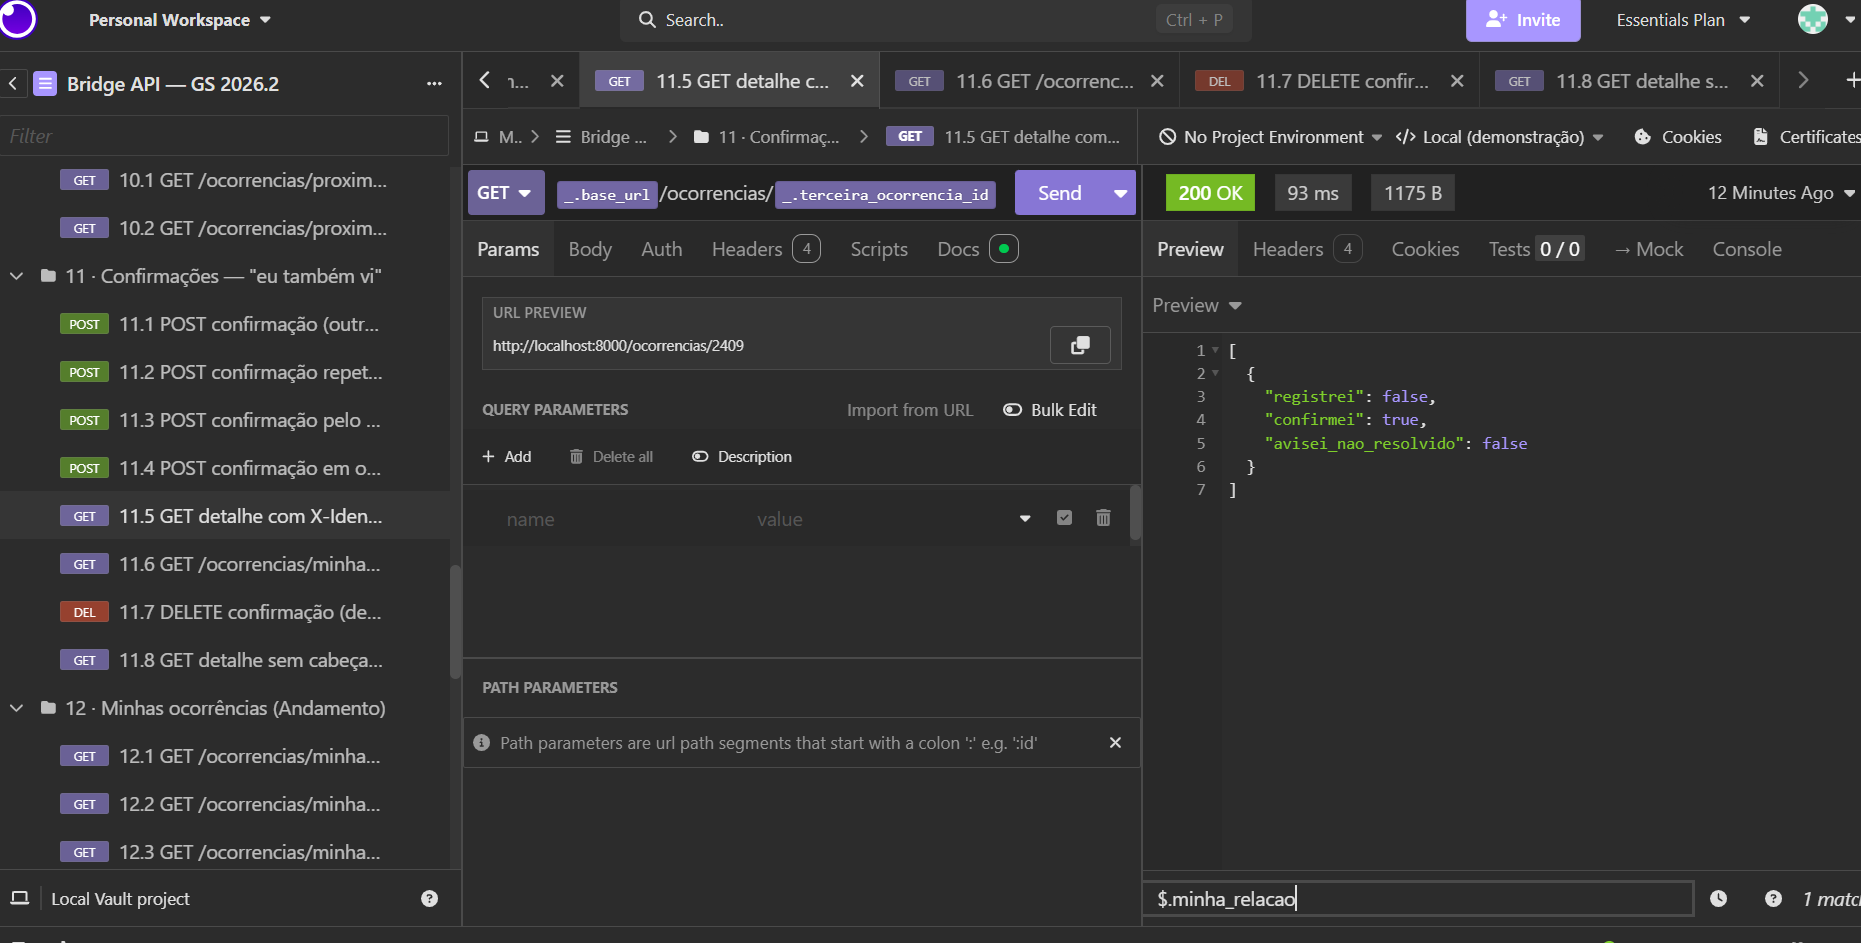 Personal Workspace
Search..
Ctrl + P
Invite
Essentials Plan
Bridge API — GS 2026.2
Filter
GET 10.1 GET /ocorrencias/proxim...
GET 10.2 GET /ocorrencias/proxim...
11 · Confirmações — "eu também vi"
POST 11.1 POST confirmação (outr...
POST 11.2 POST confirmação repet...
POST 11.3 POST confirmação pelo ...
POST 11.4 POST confirmação em o...
GET 11.5 GET detalhe com X-Iden...
GET 11.6 GET /ocorrencias/minha...
DEL 11.7 DELETE confirmação (de...
GET 11.8 GET detalhe sem cabeça...
12 · Minhas ocorrências (Andamento)
GET 12.1 GET /ocorrencias/minha...
GET 12.2 GET /ocorrencias/minha...
GET 12.3 GET /ocorrencias/minha...
Local Vault project
GET 11.5 GET detalhe c...
GET 11.6 GET /ocorrenc...
DEL 11.7 DELETE confir...
GET 11.8 GET detalhe s...
M.. > Bridge ... > 11 · Confirmaç... > GET 11.5 GET detalhe com...
No Project Environment
Local (demonstração)
Cookies
Certificates
GET _.base_url/ocorrencias/_.terceira_ocorrencia_id
Send
Params Body Auth Headers 4 Scripts Docs
URL PREVIEW
http://localhost:8000/ocorrencias/2409
QUERY PARAMETERS
Import from URL
Bulk Edit
+ Add
Delete all
Description
name value
PATH PARAMETERS
Path parameters are url path segments that start with a colon ':' e.g. ':id'
200 OK 93 ms 1175 B 12 Minutes Ago
Preview Headers 4 Cookies Tests 0 / 0 → Mock Console
Preview
1 [
2 {
3 "registrei": false,
4 "confirmei": true,
5 "avisei_nao_resolvido": false
6 }
7 ]
$.minha_relacao
1 matc